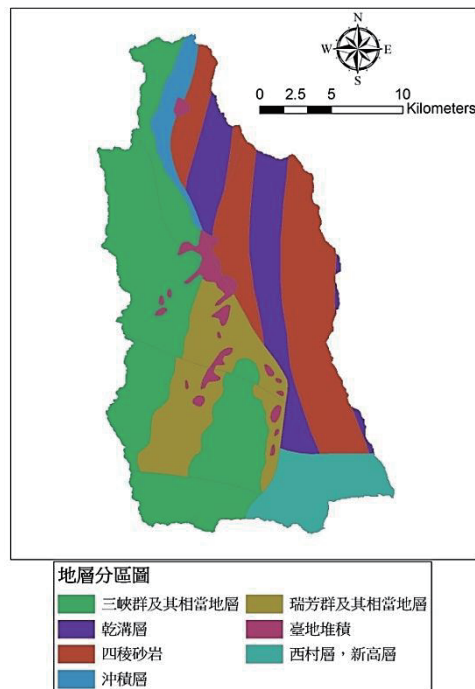 N
W E
S
0 2.5 5 10
Kilometers
地層分區圖
三峽群及其相當地層
瑞芳群及其相當地層
乾溝層
臺地堆積
四稜砂岩
西村層，新高層
沖積層